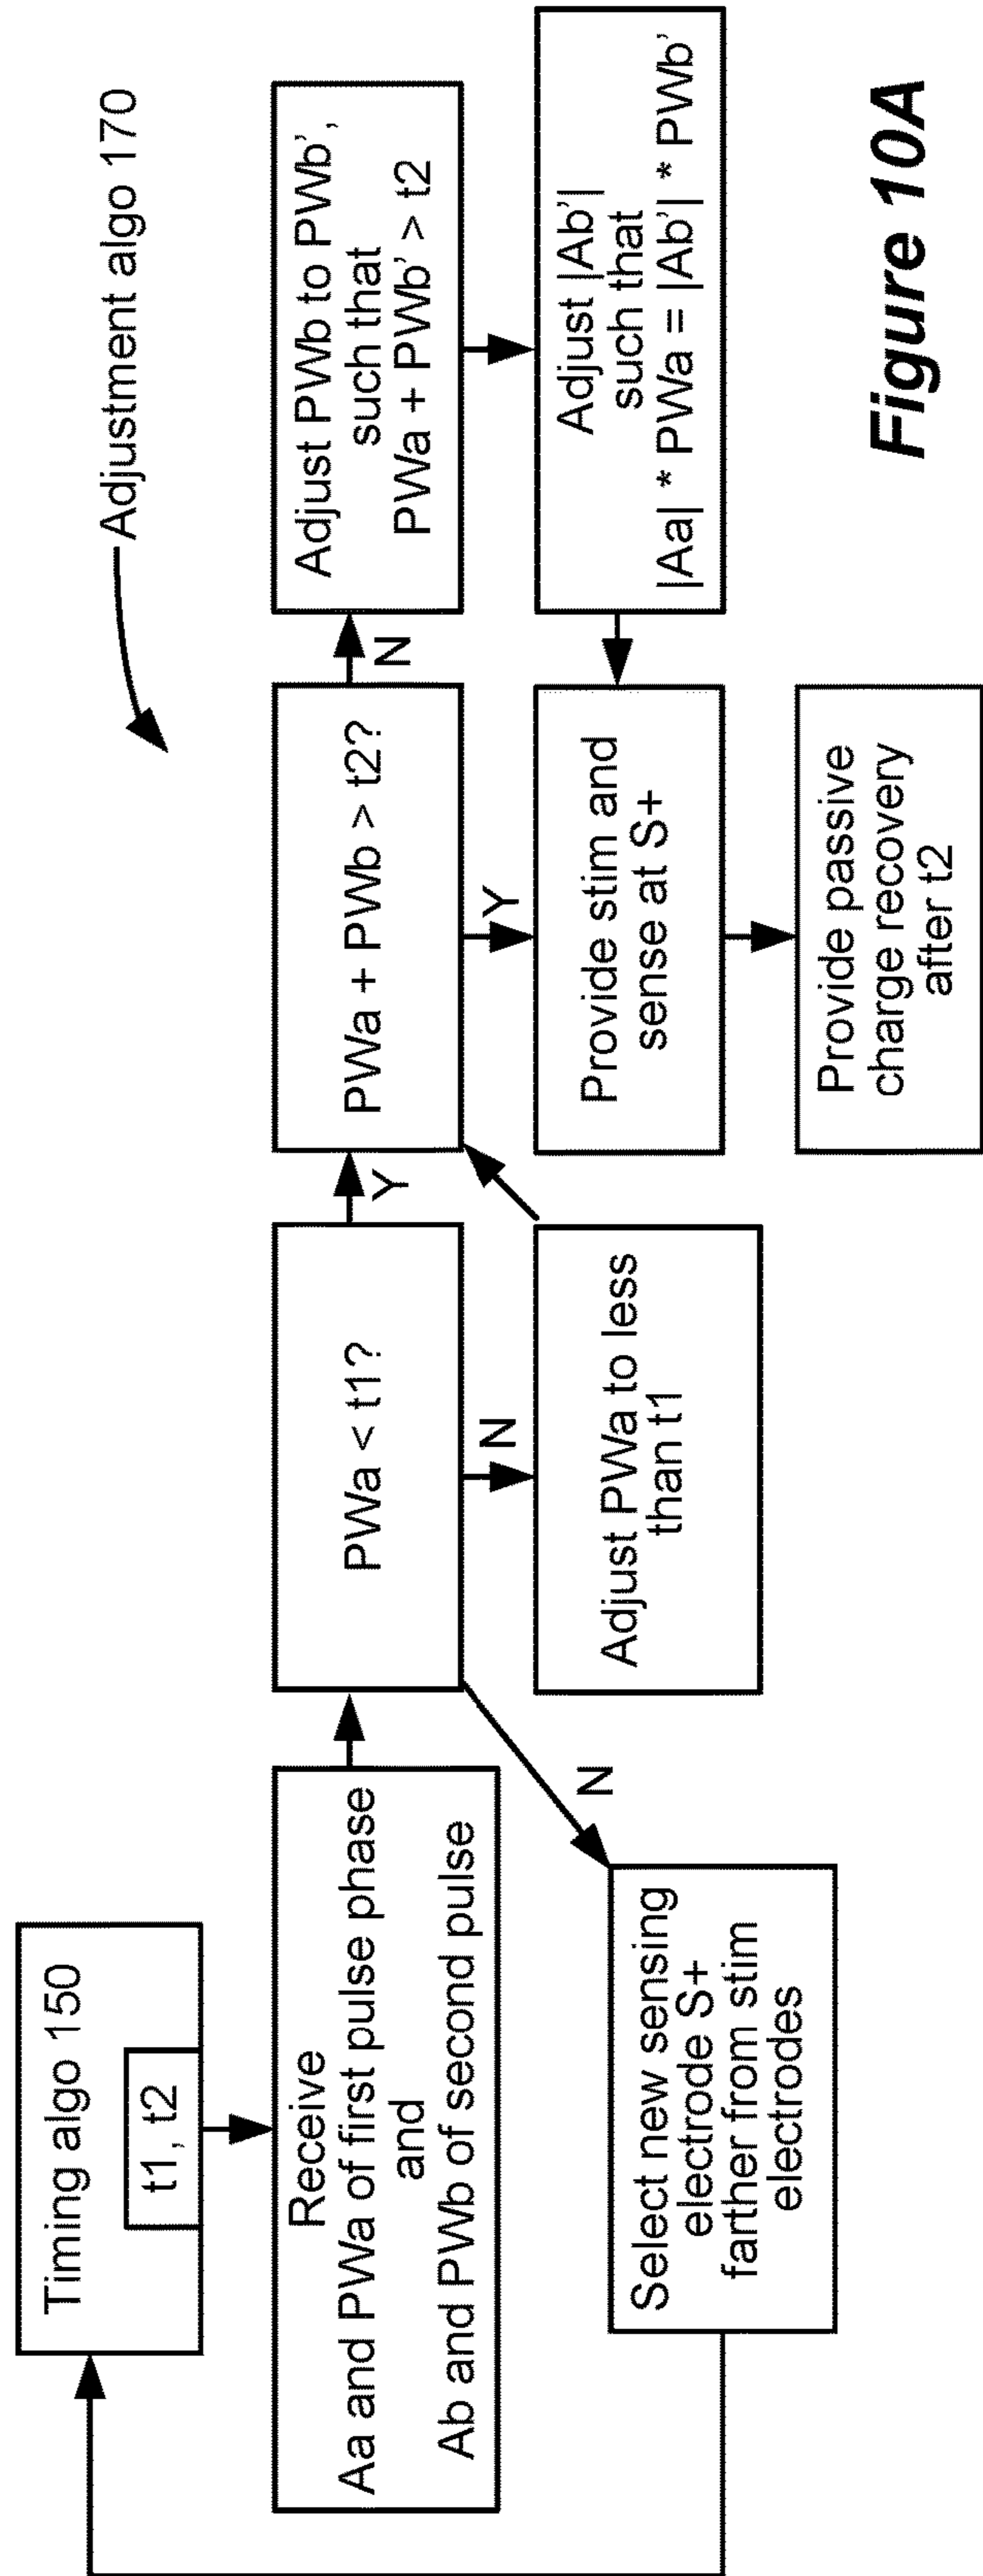 Adjustment algo 170
Timing algo 150
t1, t2
Receive
Aa and PWa of first pulse phase
and
Ab and PWb of second pulse
PWa < t1?
Y
N
N
Select new sensing
electrode S+
farther from stim
electrodes
Adjust PWa to less
than t1
PWa + PWb > t2?
N
Y
Adjust PWb to PWb’,
such that
PWa + PWb’ > t2
Adjust |Ab’|
such that
|Aa| * PWa = |Ab’| * PWb’
Provide stim and
sense at S+
Provide passive
charge recovery
after t2
Figure 10A